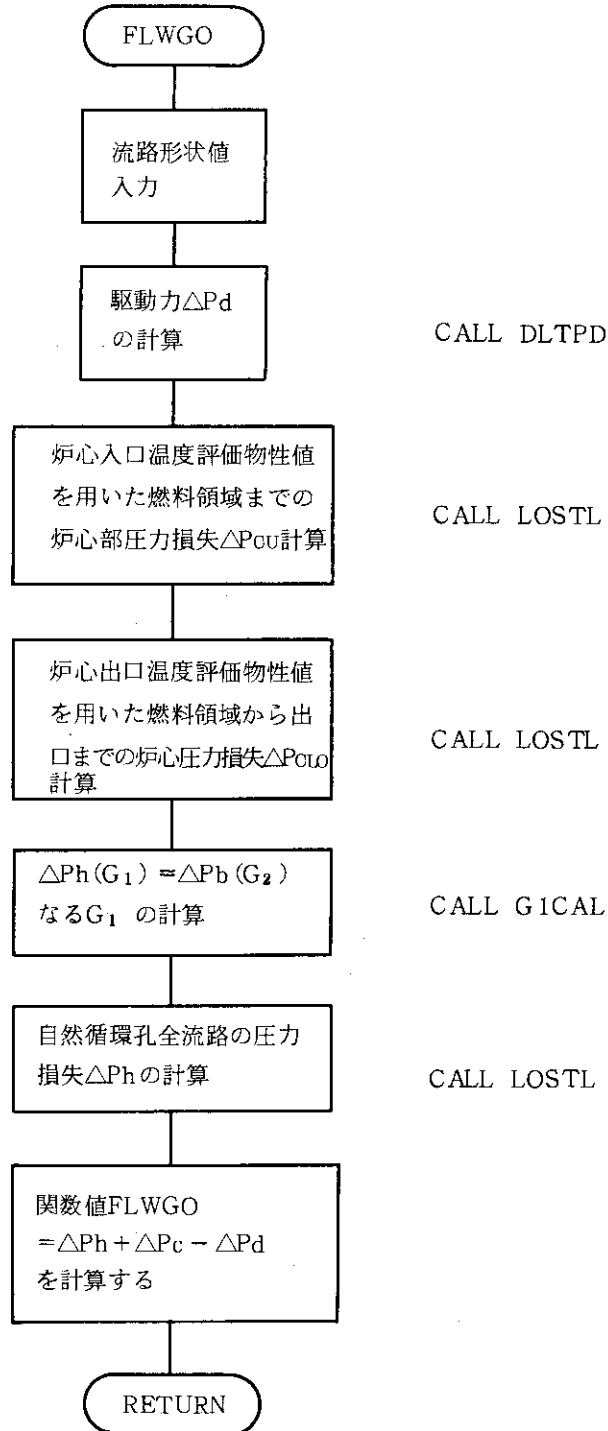 FLWGO
流路形状値
入力
駆動力△Pd
の計算
CALL DLTPD
炉心入口温度評価物性値
を用いた燃料領域までの
炉心部圧力損失△PCU計算
CALL LOSTL
炉心出口温度評価物性値
を用いた燃料領域から出
口までの炉心圧力損失△PCLO
計算
CALL LOSTL
△Ph(G1)=△Pb(G2)
なるG1 の計算
CALL G1CAL
自然循環孔全流路の圧力
損失△Phの計算
CALL LOSTL
関数値FLWGO
=△Ph+△Pc-△Pd
を計算する
RETURN